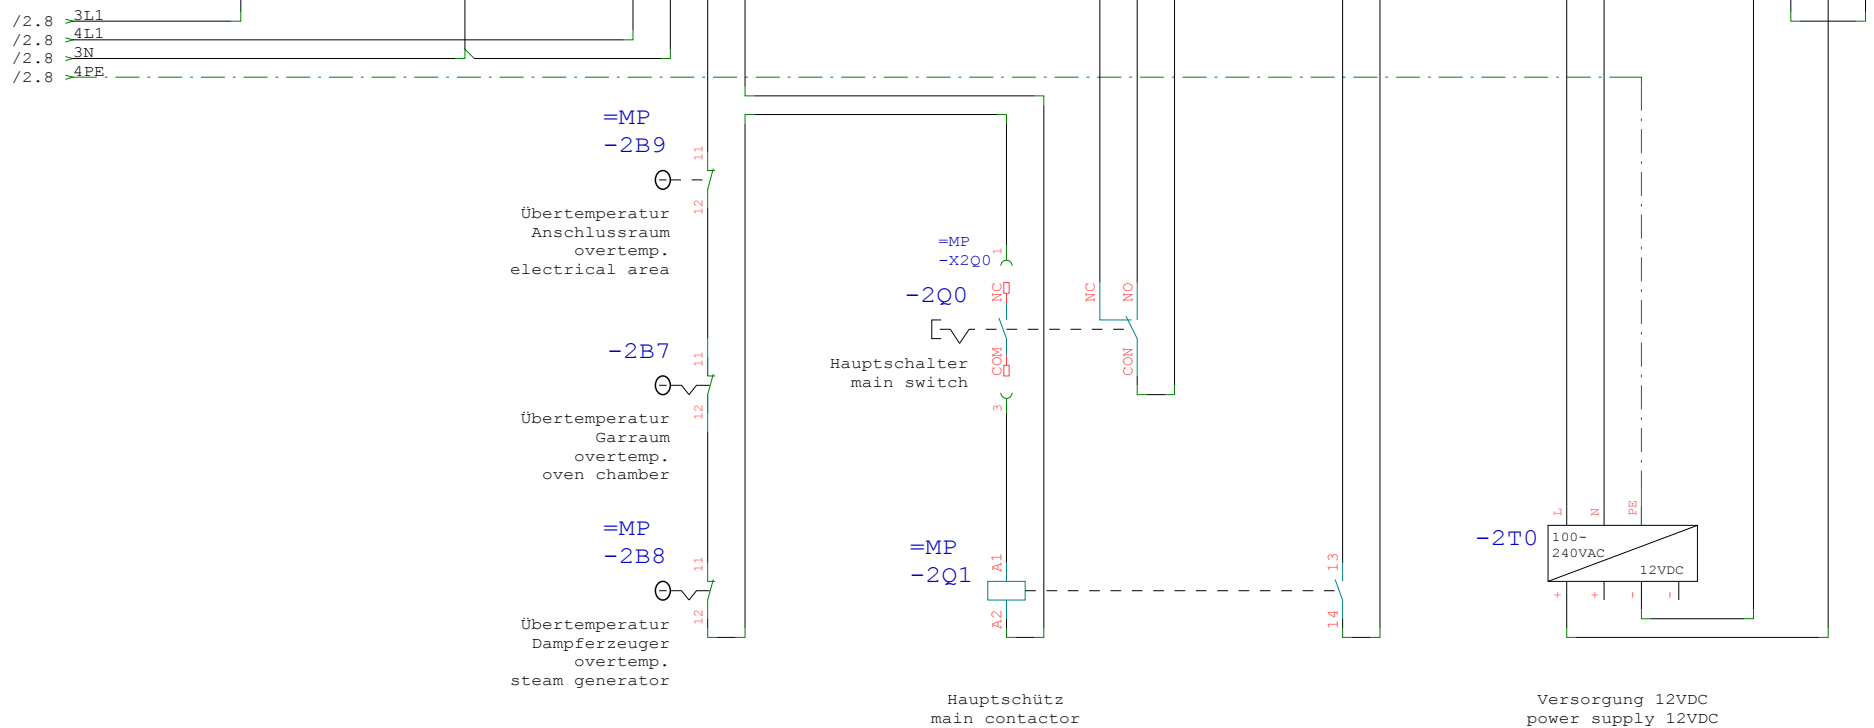 /2.8 3L1
/2.8 4L1
/2.8 3N
/2.8 4PE
=MP
-2B9
11
12
Übertemperatur
Anschlussraum
overtemp.
electrical area
-2B7
11
12
Übertemperatur
Garraum
overtemp.
oven chamber
=MP
-2B8
11
12
Übertemperatur
Dampferzeuger
overtemp.
steam generator
=MP
-X2Q0
1
-2Q0
NC
COM
3
Hauptschalter
main switch
NC
NO
CON
=MP
-2Q1
A1
A2
13
14
Hauptschütz
main contactor
-2T0
L
N
PE
100-
240VAC
12VDC
+
+
-
-
Versorgung 12VDC
power supply 12VDC